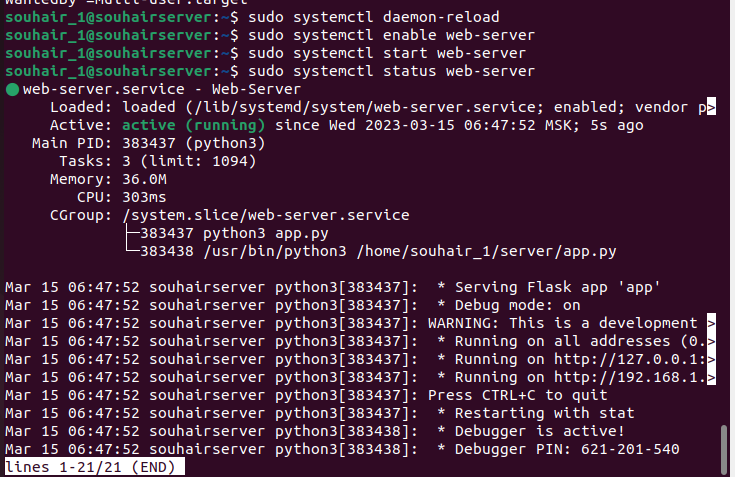 WantedBy =multi-user.target
souhair_1@souhairserver:~$ sudo systemctl daemon-reload
souhair_1@souhairserver:~$ sudo systemctl enable web-server
souhair_1@souhairserver:~$ sudo systemctl start web-server
souhair_1@souhairserver:~$ sudo systemctl status web-server
● web-server.service - Web-Server
     Loaded: loaded (/lib/systemd/system/web-server.service; enabled; vendor p>
     Active: active (running) since Wed 2023-03-15 06:47:52 MSK; 5s ago
   Main PID: 383437 (python3)
      Tasks: 3 (limit: 1094)
     Memory: 36.0M
        CPU: 303ms
     CGroup: /system.slice/web-server.service
             ├─383437 python3 app.py
             └─383438 /usr/bin/python3 /home/souhair_1/server/app.py

Mar 15 06:47:52 souhairserver python3[383437]:  * Serving Flask app 'app'
Mar 15 06:47:52 souhairserver python3[383437]:  * Debug mode: on
Mar 15 06:47:52 souhairserver python3[383437]: WARNING: This is a development >
Mar 15 06:47:52 souhairserver python3[383437]:  * Running on all addresses (0.>
Mar 15 06:47:52 souhairserver python3[383437]:  * Running on http://127.0.0.1:>
Mar 15 06:47:52 souhairserver python3[383437]:  * Running on http://192.168.1.>
Mar 15 06:47:52 souhairserver python3[383437]: Press CTRL+C to quit
Mar 15 06:47:52 souhairserver python3[383437]:  * Restarting with stat
Mar 15 06:47:52 souhairserver python3[383438]:  * Debugger is active!
Mar 15 06:47:52 souhairserver python3[383438]:  * Debugger PIN: 621-201-540
lines 1-21/21 (END)